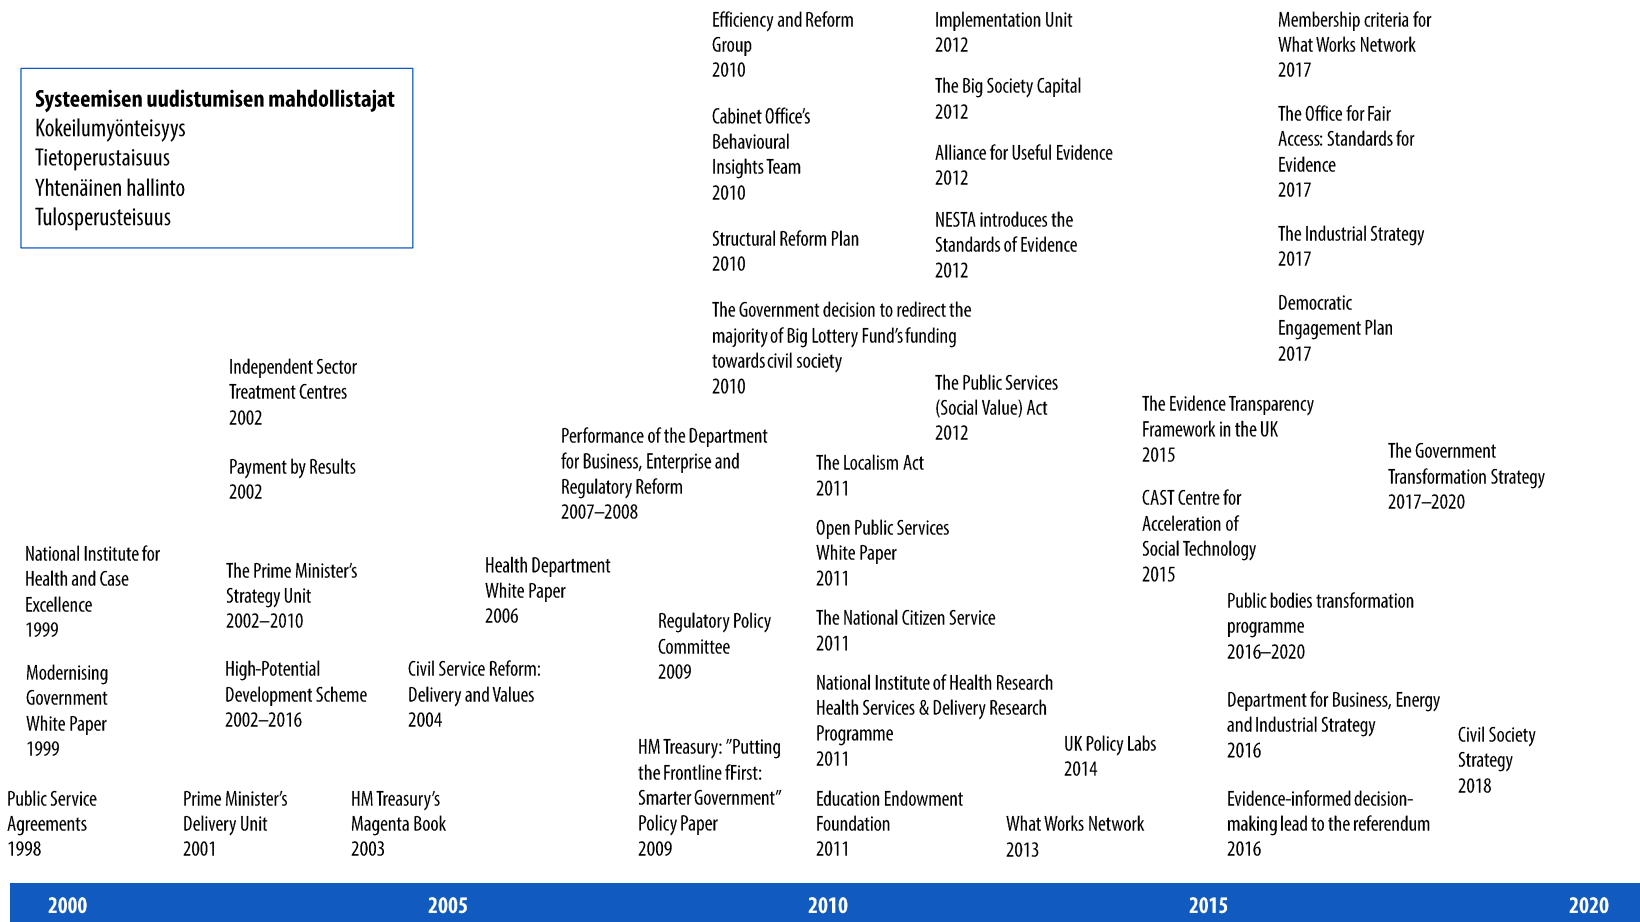 Systeemisen uudistumisen mahdollistajat
Kokeilumyönteisyys
Tietoperustaisuus
Yhtenäinen hallinto
Tulosperusteisuus
National Institute for
Health and Case
Excellence
1999
Modernising
Government
White Paper
1999
Public Service
Agreements
1998
Independent Sector
Treatment Centres
2002
Payment by Results
2002
The Prime Minister's
Strategy Unit
2002–2010
High-Potential
Development Scheme
2002–2016
Prime Minister's
Delivery Unit
2001
Civil Service Reform:
Delivery and Values
2004
HM Treasury's
Magenta Book
2003
Health Department
White Paper
2006
Performance of the Department
for Business, Enterprise and
Regulatory Reform
2007–2008
Regulatory Policy
Committee
2009
HM Treasury: ”Putting
the Frontline fFirst:
Smarter Government”
Policy Paper
2009
Efficiency and Reform
Group
2010
Cabinet Office's
Behavioural
Insights Team
2010
Structural Reform Plan
2010
The Government decision to redirect the
majority of Big Lottery Fund's funding
towards civil society
2010
The Localism Act
2011
Open Public Services
White Paper
2011
The National Citizen Service
2011
National Institute of Health Research
Health Services & Delivery Research
Programme
2011
Education Endowment
Foundation
2011
Implementation Unit
2012
The Big Society Capital
2012
Alliance for Useful Evidence
2012
NESTA introduces the
Standards of Evidence
2012
The Public Services
(Social Value) Act
2012
UK Policy Labs
2014
What Works Network
2013
The Evidence Transparency
Framework in the UK
2015
CAST Centre for
Acceleration of
Social Technology
2015
Public bodies transformation
programme
2016–2020
Department for Business, Energy
and Industrial Strategy
2016
Evidence-informed decision-
making lead to the referendum
2016
Membership criteria for
What Works Network
2017
The Office for Fair
Access: Standards for
Evidence
2017
The Industrial Strategy
2017
Democratic
Engagement Plan
2017
The Government
Transformation Strategy
2017–2020
Civil Society
Strategy
2018
2000
2005
2010
2015
2020